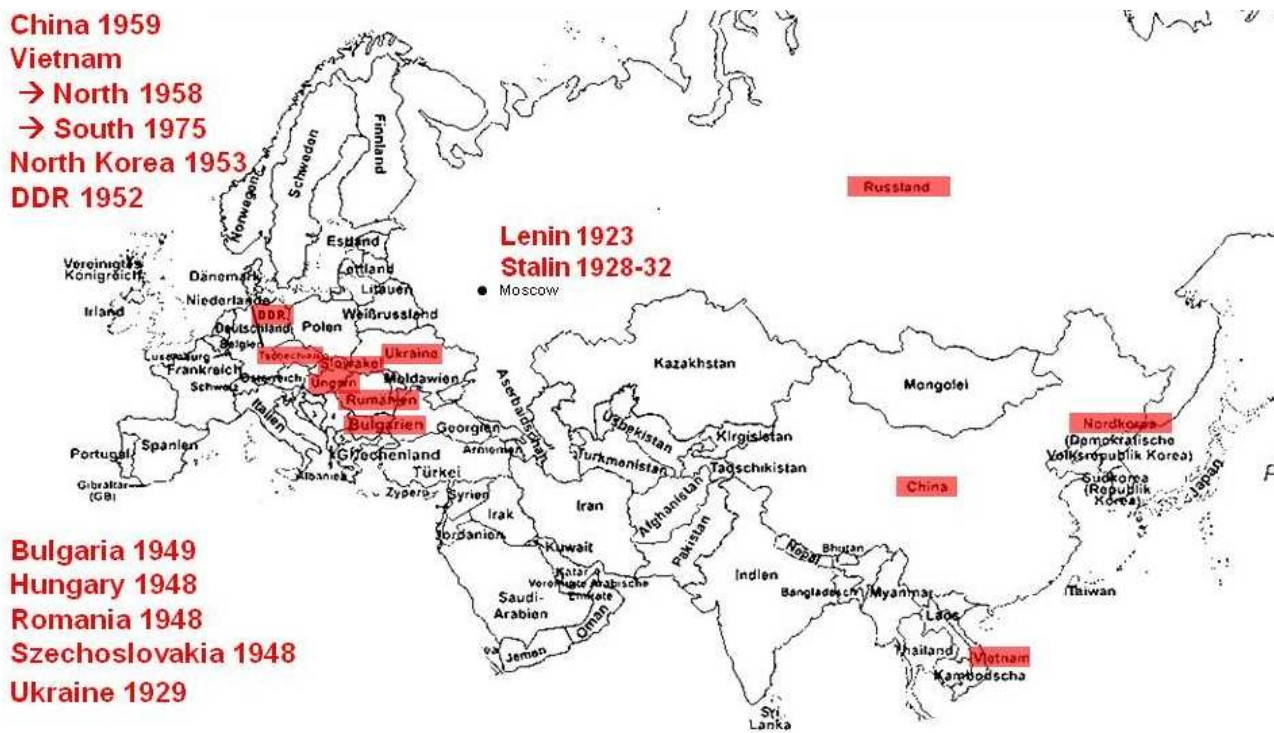 China 1959
Vietnam
→ North 1958
→ South 1975
North Korea 1953
DDR 1952
Lenin 1923
Stalin 1928-32
Moscow
Russland
Norwegen
Schweden
Finnland
Estland
Lettland
Litauen
Vereinigtes
Königreich
Irland
Dänemark
Niederlande
DDR
Deutschland
Polen
Weißrussland
Belgien
Luxemburg
Tschechien
Slowakei
Ukraine
Frankreich
Schweiz
Österreich
Ungarn
Moldawien
Rumänien
Bulgarien
Italien
Spanien
Portugal
Gibraltar
(GB)
Albanien
Griechenland
Türkei
Zypern
Georgien
Armenien
Aserbaidschan
Kazakhstan
Usbekistan
Turkmenistan
Kirgisistan
Tadschikistan
Mongolei
China
Nordkorea
(Demokratische
Volksrepublik Korea)
Südkorea
(Republik
Korea)
Japan
Syrien
Irak
Jordanien
Iran
Afghanistan
Pakistan
Kuwait
Katar
Vereinigte Arabische
Emirate
Saudi-
Arabien
Oman
Jemen
Nepal
Bhutan
Indien
Bangladesch
Myanmar
Laos
Thailand
Vietnam
Kambodscha
Taiwan
Sri
Lanka
Bulgaria 1949
Hungary 1948
Romania 1948
Szechoslovakia 1948
Ukraine 1929